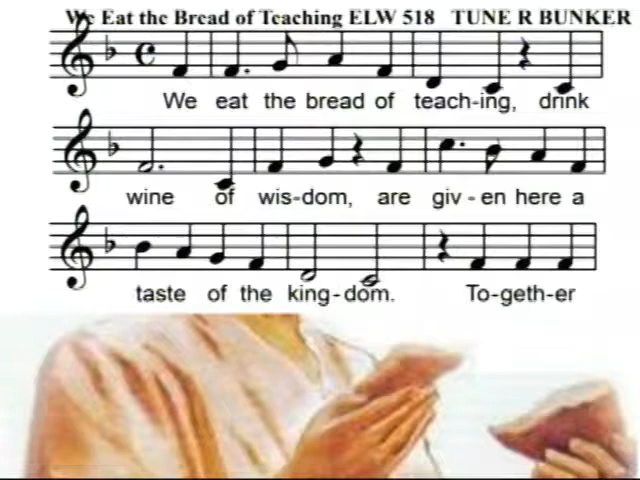 We Eat the Bread of Teaching ELW 518 TUNE R BUNKER
We eat the bread of teach-ing, drink
wine of wis-dom, are giv-en here a
taste of the king-dom. To-geth-er